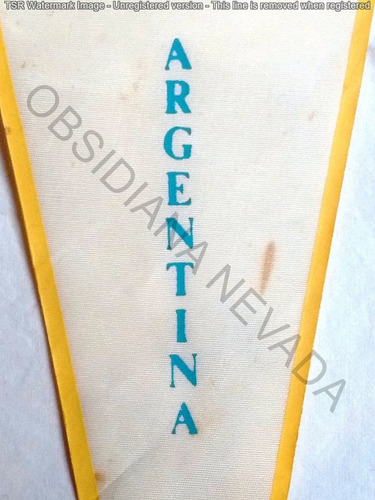 TSR Watermark Image - Unregistered version - This line is removed when registered
ARGENTINA
OBSIDIANA NEVADA